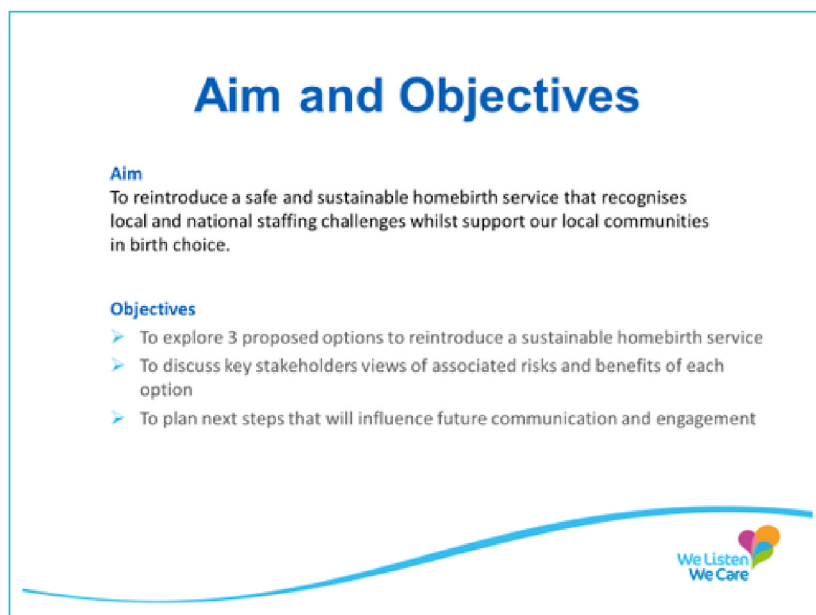 Aim and Objectives
Aim
To reintroduce a safe and sustainable homebirth service that recognises
local and national staffing challenges whilst support our local communities
in birth choice.
Objectives
➢ To explore 3 proposed options to reintroduce a sustainable homebirth service
➢ To discuss key stakeholders views of associated risks and benefits of each
option
➢ To plan next steps that will influence future communication and engagement
We Listen
We Care